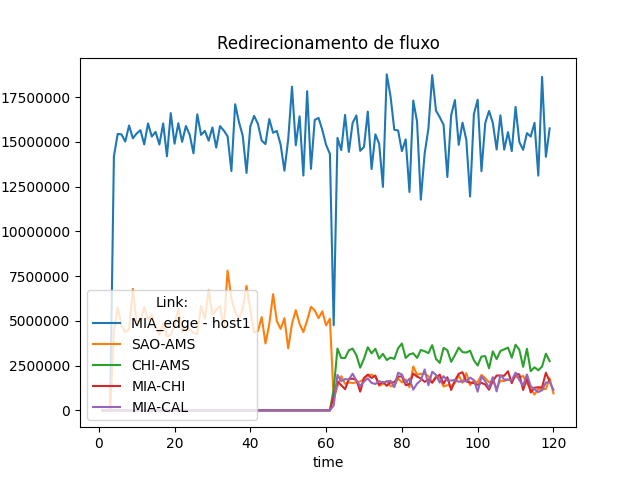 Redirecionamento de fluxo
17500000
15000000
12500000
10000000
7500000
5000000
2500000
0
Link:
MIA_edge - host1
SAO-AMS
CHI-AMS
MIA-CHI
MIA-CAL
0 20 40 60 80 100 120
time